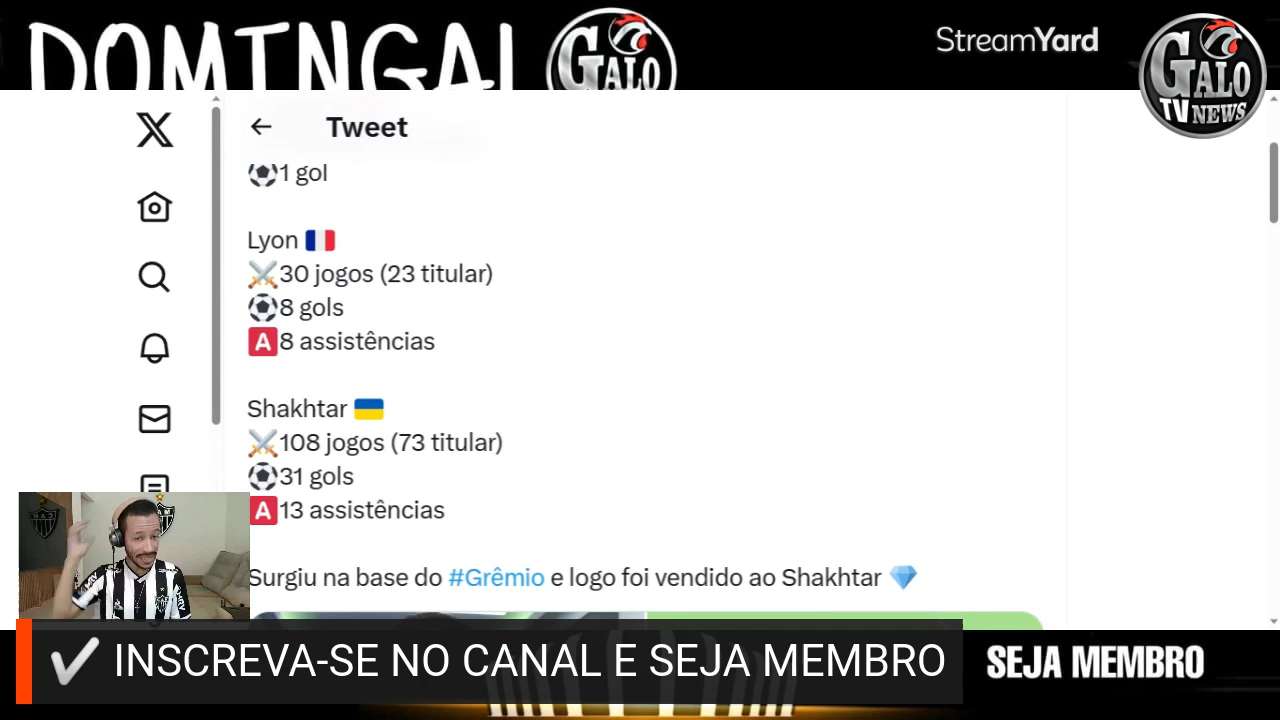 DOMINGAL
GALO
StreamYard
GALO
TV NEWS
Tweet
1 gol
Lyon
30 jogos (23 titular)
8 gols
A 8 assistências
Shakhtar
108 jogos (73 titular)
31 gols
A 13 assistências
Surgiu na base do #Grêmio e logo foi vendido ao Shakhtar
INSCREVA-SE NO CANAL E SEJA MEMBRO
SEJA MEMBRO